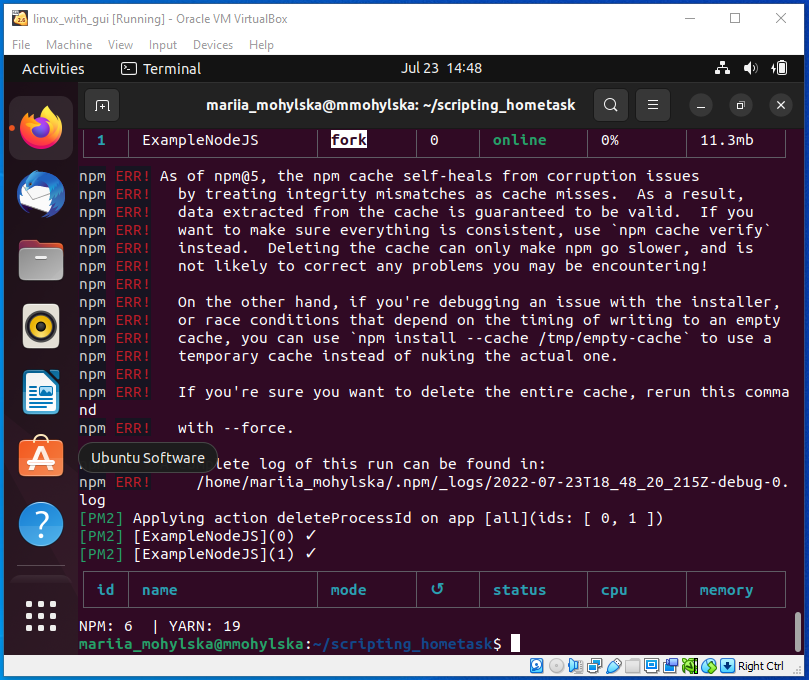 linux_with_gui [Running] - Oracle VM VirtualBox
File Machine View Input Devices Help
Activities Terminal Jul 23 14:48
mariia_mohylska@mmohylska: ~/scripting_hometask
1 ExampleNodeJS fork 0 online 0% 11.3mb
npm ERR! As of npm@5, the npm cache self-heals from corruption issues
npm ERR! by treating integrity mismatches as cache misses. As a result,
npm ERR! data extracted from the cache is guaranteed to be valid. If you
npm ERR! want to make sure everything is consistent, use `npm cache verify`
npm ERR! instead. Deleting the cache can only make npm go slower, and is
npm ERR! not likely to correct any problems you may be encountering!
npm ERR!
npm ERR! On the other hand, if you're debugging an issue with the installer,
npm ERR! or race conditions that depend on the timing of writing to an empty
npm ERR! cache, you can use `npm install --cache /tmp/empty-cache` to use a
npm ERR! temporary cache instead of nuking the actual one.
npm ERR!
npm ERR! If you're sure you want to delete the entire cache, rerun this comma
nd
npm ERR! with --force.
Ubuntu Software
lete log of this run can be found in:
npm ERR! /home/mariia_mohylska/.npm/_logs/2022-07-23T18_48_20_215Z-debug-0.
log
[PM2] Applying action deleteProcessId on app [all](ids: [ 0, 1 ])
[PM2] [ExampleNodeJS](0) ✓
[PM2] [ExampleNodeJS](1) ✓
id name mode ↺ status cpu memory
NPM: 6 | YARN: 19
mariia_mohylska@mmohylska:~/scripting_hometask$
Right Ctrl